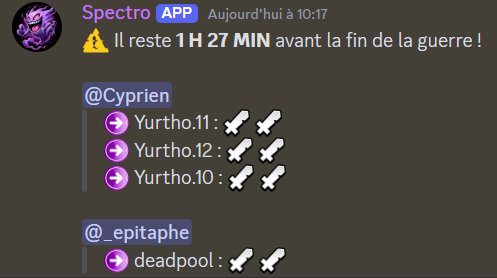 Spectro APP Aujourd'hui à 10:17
Il reste 1 H 27 MIN avant la fin de la guerre !
@Cyprien
Yurtho.11 :
Yurtho.12 :
Yurtho.10 :
@_epitaphe
deadpool :